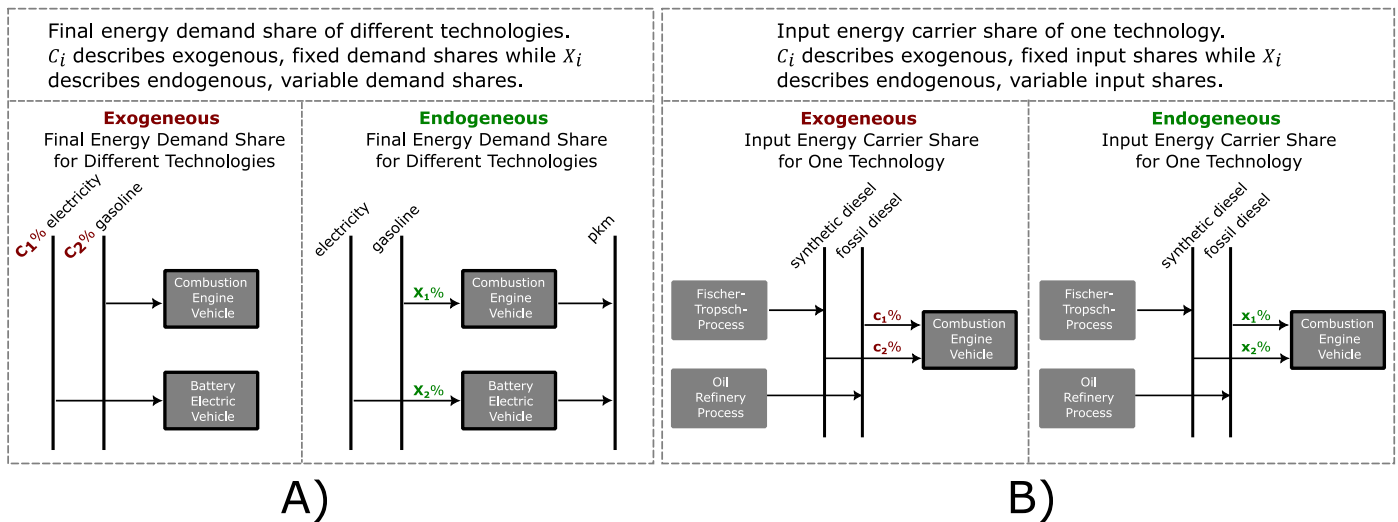 Final energy demand share of different technologies.
C_i describes exogenous, fixed demand shares while X_i
describes endogenous, variable demand shares.
Exogeneous
Final Energy Demand Share
for Different Technologies
C1% electricity
C2% gasoline
Combustion
Engine
Vehicle
Battery
Electric
Vehicle
Endogeneous
Final Energy Demand Share
for Different Technologies
electricity
gasoline
pkm
X₁%
Combustion
Engine
Vehicle
X₂%
Battery
Electric
Vehicle
A)
Input energy carrier share of one technology.
C_i describes exogenous, fixed input shares while X_i
describes endogenous, variable input shares.
Exogeneous
Input Energy Carrier Share
for One Technology
synthetic diesel
fossil diesel
Fischer-
Tropsch-
Process
c₁%
c₂%
Combustion
Engine
Vehicle
Oil
Refinery
Process
Endogeneous
Input Energy Carrier Share
for One Technology
synthetic diesel
fossil diesel
Fischer-
Tropsch-
Process
x₁%
x₂%
Combustion
Engine
Vehicle
Oil
Refinery
Process
B)